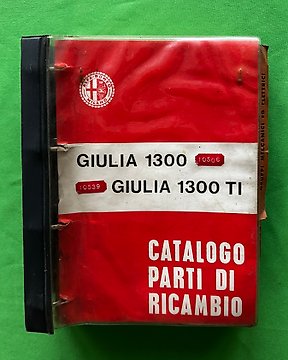 GIULIA 1300 10506
10539 GIULIA 1300 TI
CATALOGO
PARTI DI
RICAMBIO